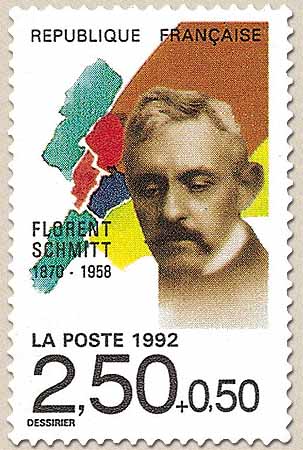 REPUBLIQUE FRANÇAISE
FLORENT
SCHMITT
1870 - 1958
LA POSTE 1992
2,50+0,50
DESSIRIER